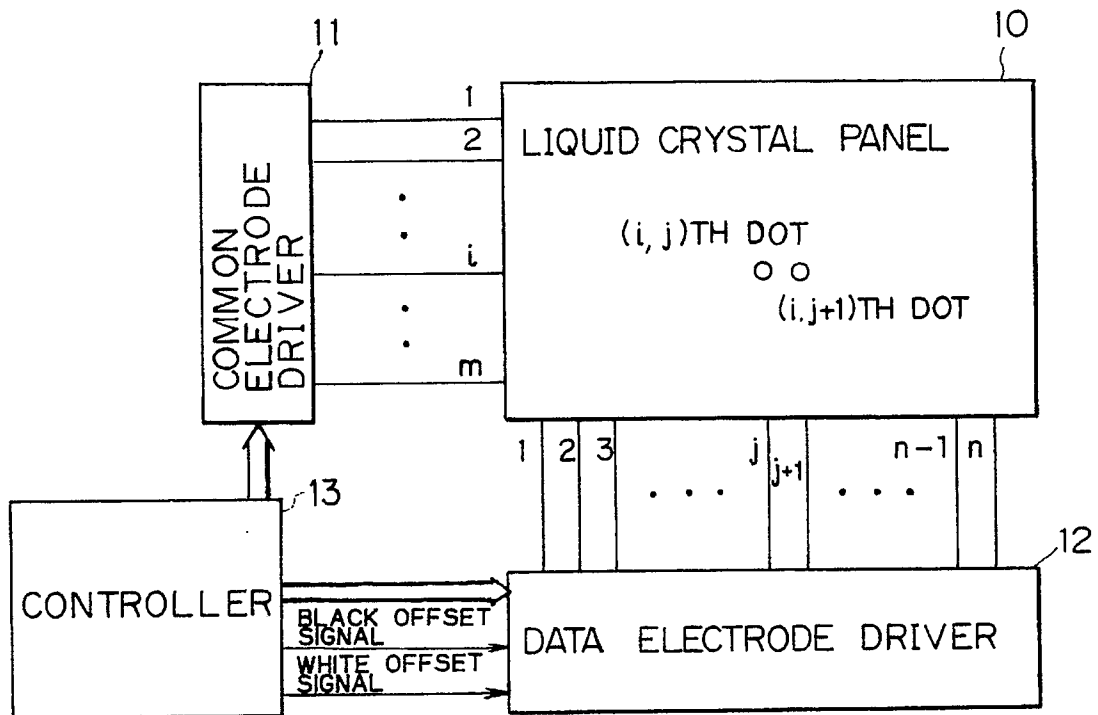 11
10
COMMON
ELECTRODE
DRIVER
1
2
i
m
LIQUID CRYSTAL PANEL
(i, j)TH DOT
(i.j+1)TH DOT
1 2 3 j j+1 n-1 n
13
12
CONTROLLER
BLACK OFFSET
SIGNAL
WHITE OFFSET
SIGNAL
DATA ELECTRODE DRIVER